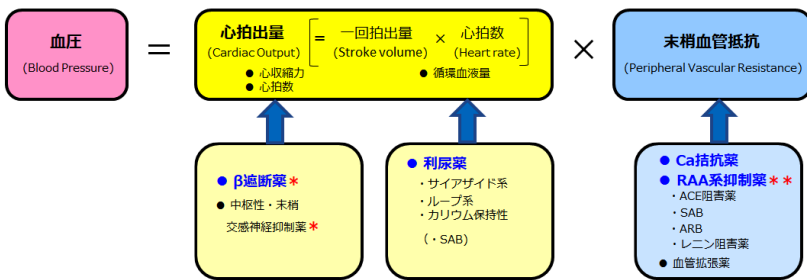 血圧
(Blood Pressure)
=
心拍出量
(Cardiac Output)
[= 一回拍出量 × 心拍数]
(Stroke volume) (Heart rate)
● 心収縮力
● 心拍数
● 循環血液量
×
末梢血管抵抗
(Peripheral Vascular Resistance)
● β遮断薬*
● 中枢性・末梢
交感神経抑制薬*
● 利尿薬
・サイアザイド系
・ループ系
・カリウム保持性
(・SAB)
● Ca拮抗薬
● RAA系抑制薬**
・ACE阻害薬
・SAB
・ARB
・レニン阻害薬
● 血管拡張薬